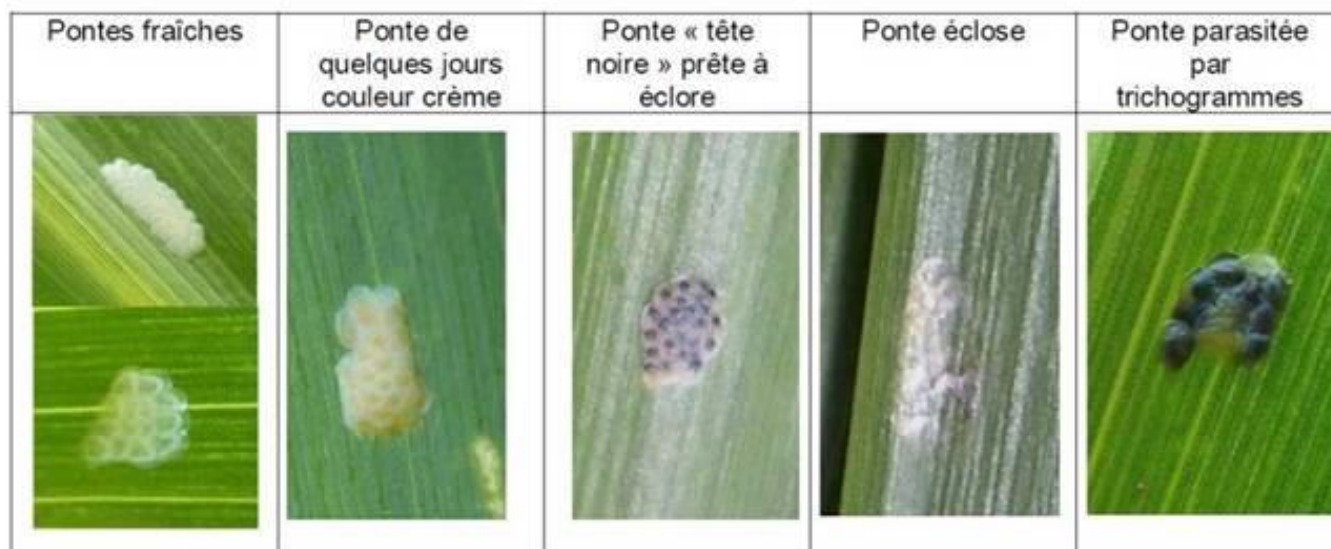 Pontes fraîches
Ponte de
quelques jours
couleur crème
Ponte « tête
noire » prête à
éclore
Ponte éclose
Ponte parasitée
par
trichogrammes